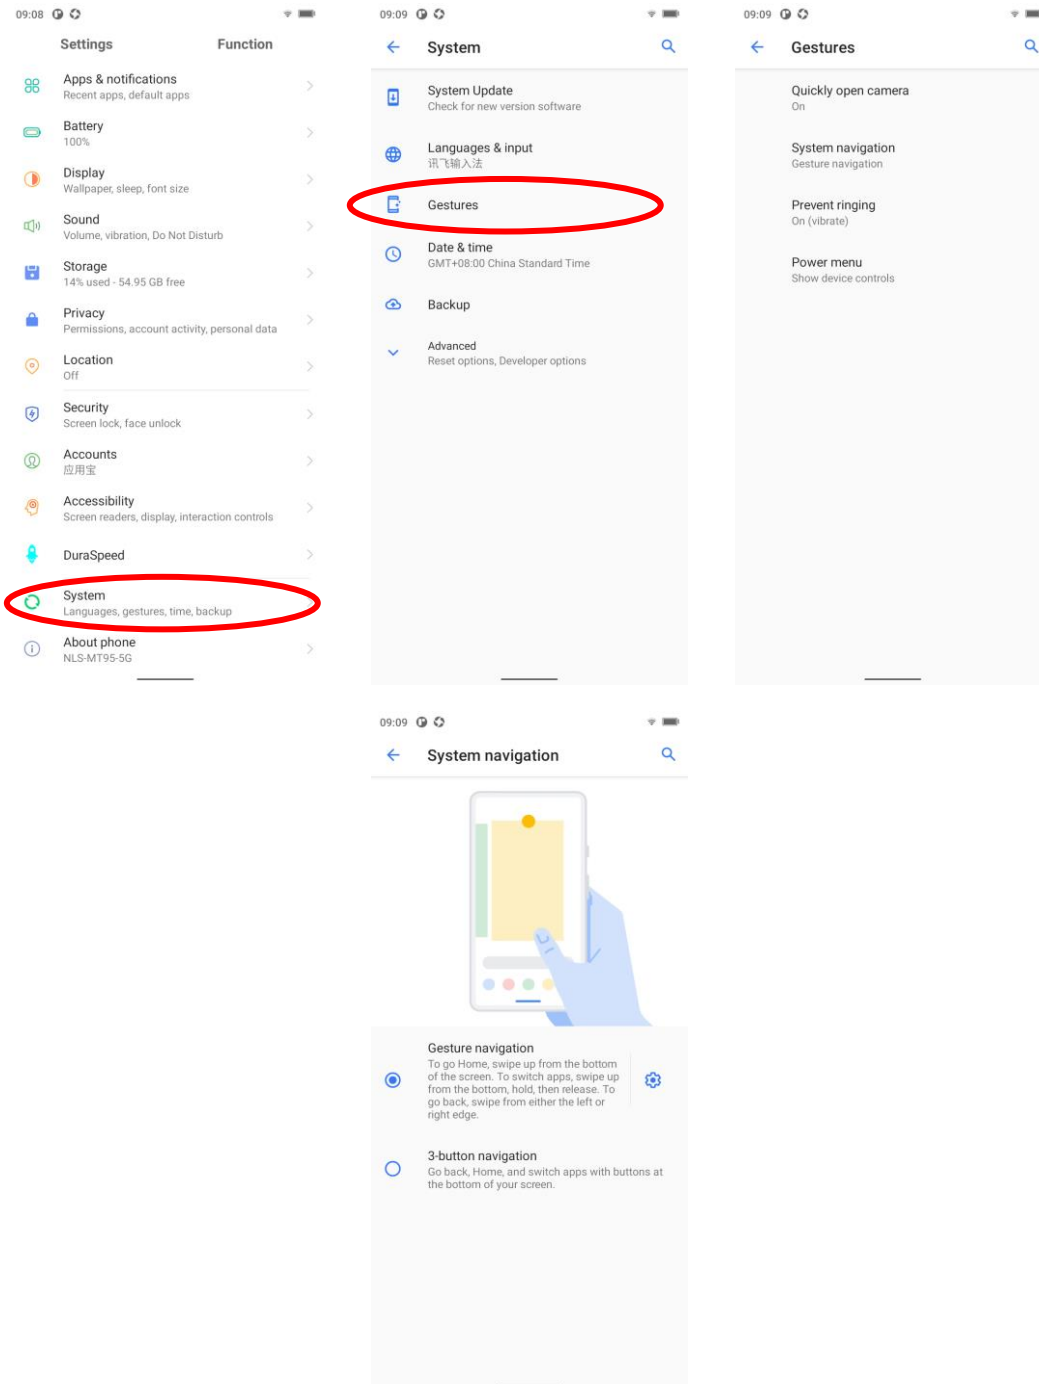 09:08
Settings
Function
Apps & notifications
Recent apps, default apps
Battery
100%
Display
Wallpaper, sleep, font size
Sound
Volume, vibration, Do Not Disturb
Storage
14% used - 54.95 GB free
Privacy
Permissions, account activity, personal data
Location
Off
Security
Screen lock, face unlock
Accounts
应用宝
Accessibility
Screen readers, display, interaction controls
DuraSpeed
System
Languages, gestures, time, backup
About phone
NLS-MT95-5G
09:09
System
System Update
Check for new version software
Languages & input
讯飞输入法
Gestures
Date & time
GMT+08:00 China Standard Time
Backup
Advanced
Reset options, Developer options
09:09
Gestures
Quickly open camera
On
System navigation
Gesture navigation
Prevent ringing
On (vibrate)
Power menu
Show device controls
09:09
System navigation
Gesture navigation
To go Home, swipe up from the bottom
of the screen. To switch apps, swipe up
from the bottom, hold, then release. To
go back, swipe from either the left or
right edge.
3-button navigation
Go back, Home, and switch apps with buttons at
the bottom of your screen.